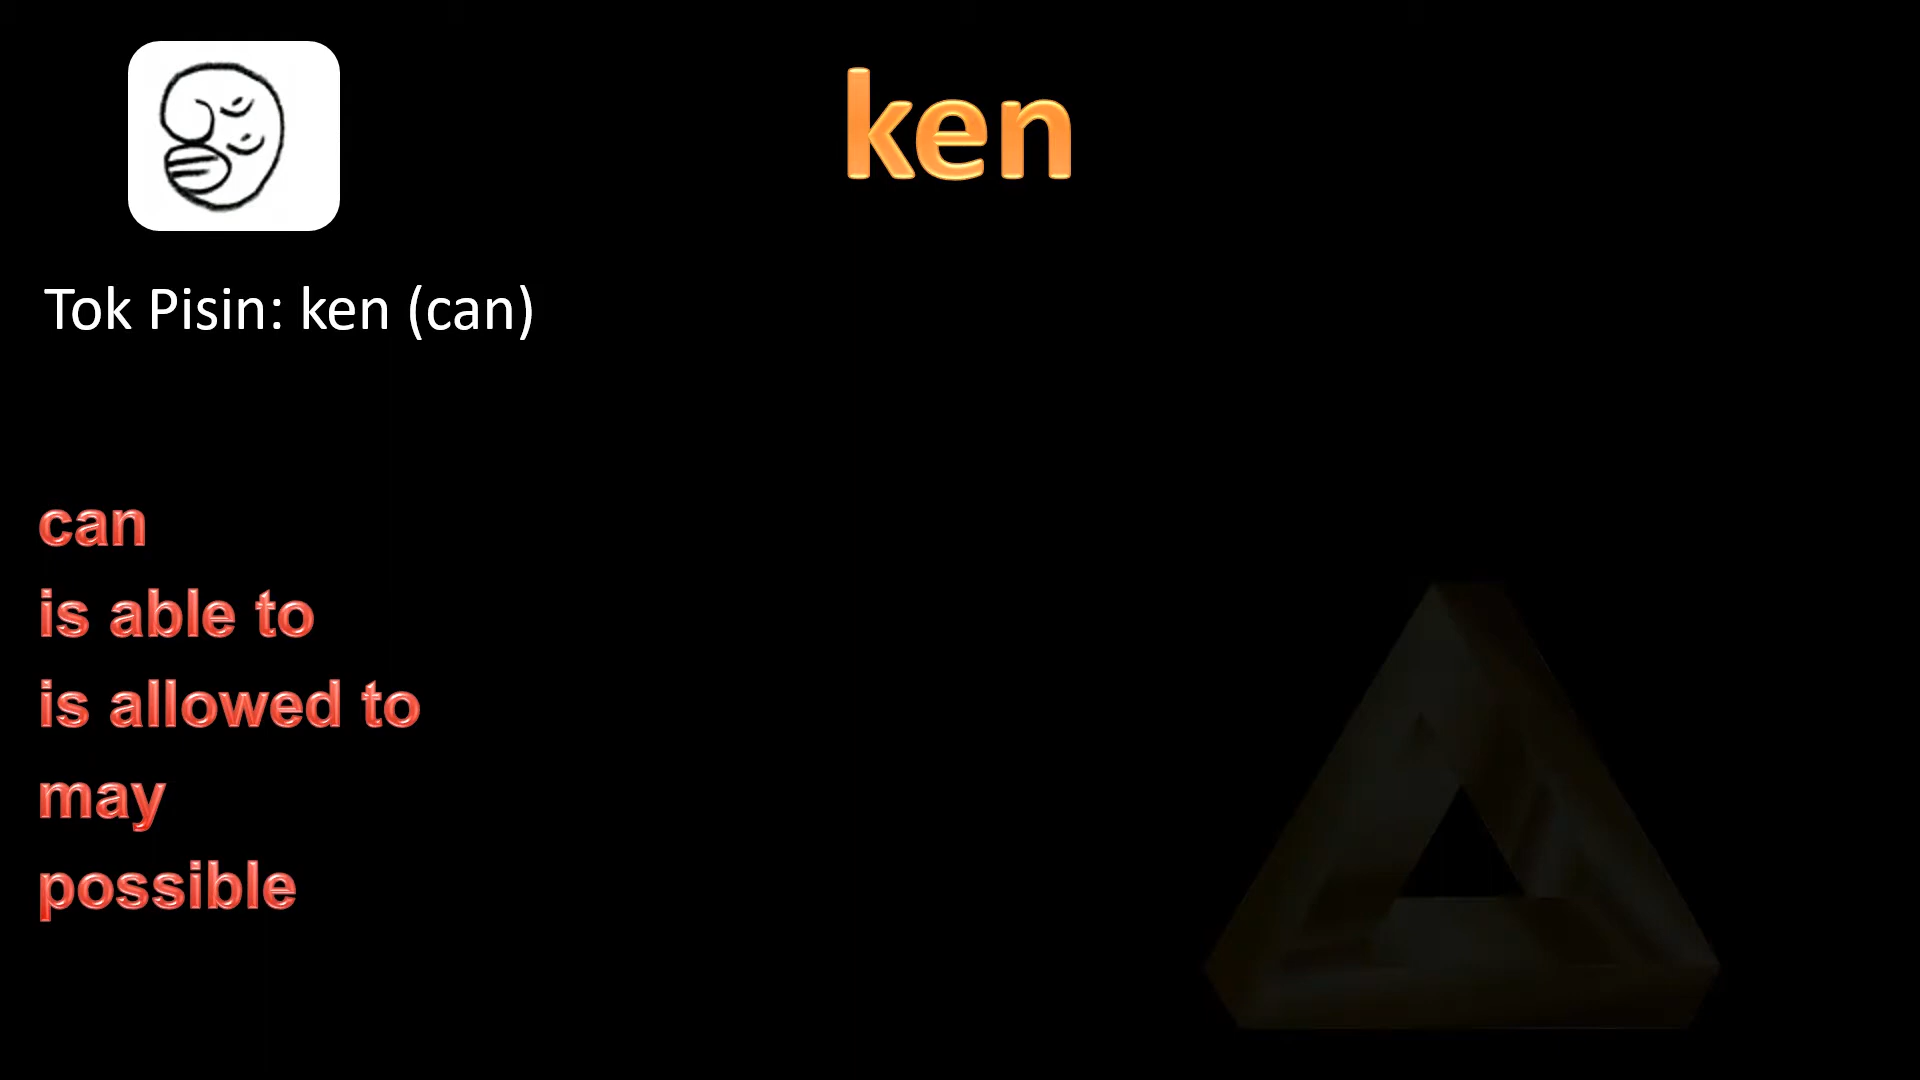 ken
Tok Pisin: ken (can)
can
is able to
is allowed to
may
possible